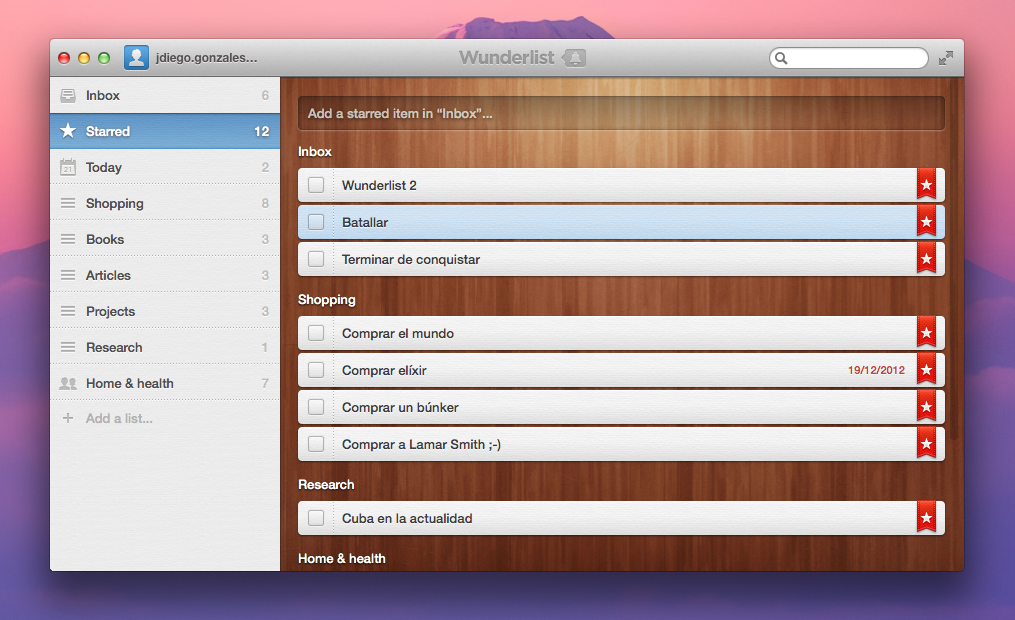 jdiego.gonzales...
Wunderlist
Inbox 6
Starred 12
21 Today 2
Shopping 8
Books 3
Articles 3
Projects 3
Research 1
Home & health 7
+ Add a list...
Add a starred item in “Inbox”...
Inbox
Wunderlist 2
Batallar
Terminar de conquistar
Shopping
Comprar el mundo
Comprar elíxir 19/12/2012
Comprar un búnker
Comprar a Lamar Smith ;-)
Research
Cuba en la actualidad
Home & health